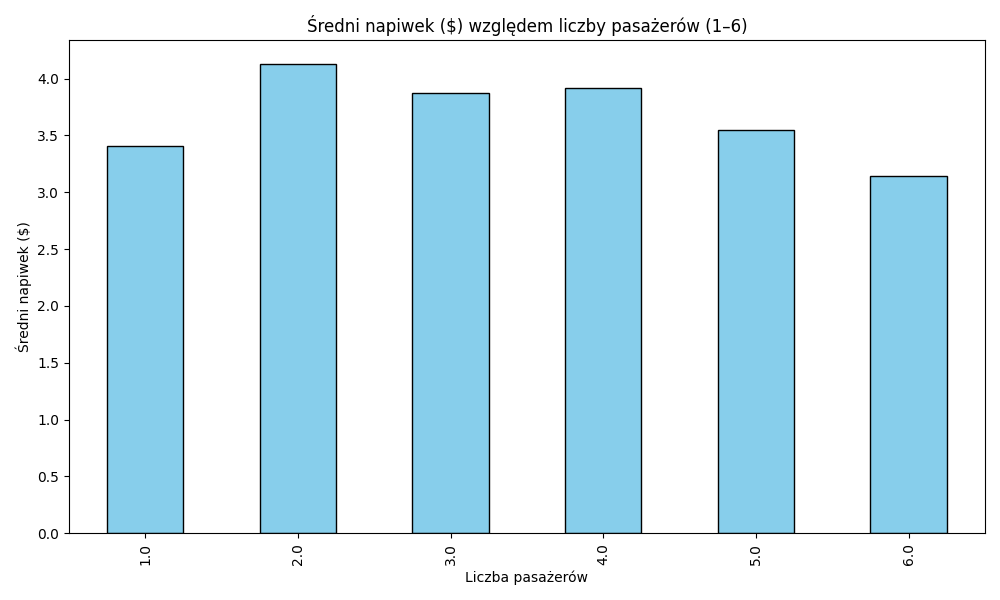 Średni napiwek ($) względem liczby pasażerów (1–6)
Średni napiwek ($)
4.0
3.5
3.0
2.5
2.0
1.5
1.0
0.5
0.0
1.0 2.0 3.0 4.0 5.0 6.0
Liczba pasażerów